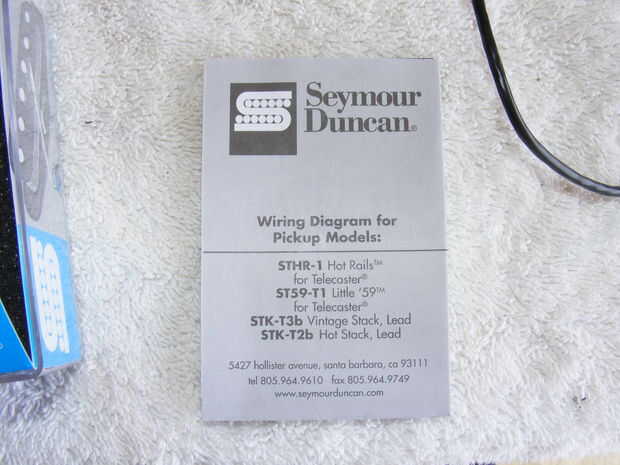 Seymour
Duncan®
Wiring Diagram for
Pickup Models:
STHR-1 Hot Rails™
for Telecaster®
ST59-T1 Little '59™
for Telecaster®
STK-T3b Vintage Stack, Lead
STK-T2b Hot Stack, Lead
5427 hollister avenue, santa barbara, ca 93111
tel 805.964.9610 fax 805.964.9749
www.seymourduncan.com